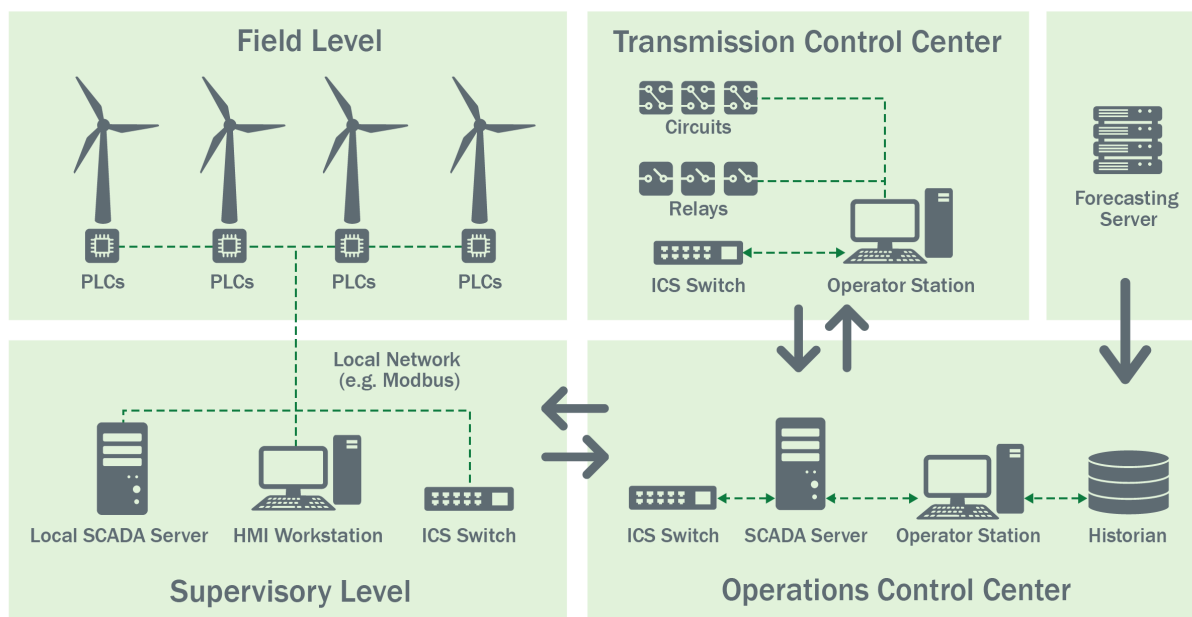 Field Level
PLCs
PLCs
PLCs
PLCs
Transmission Control Center
Circuits
Relays
ICS Switch
Operator Station
Forecasting
Server
Local Network
(e.g. Modbus)
Local SCADA Server
HMI Workstation
ICS Switch
Supervisory Level
ICS Switch
SCADA Server
Operator Station
Historian
Operations Control Center